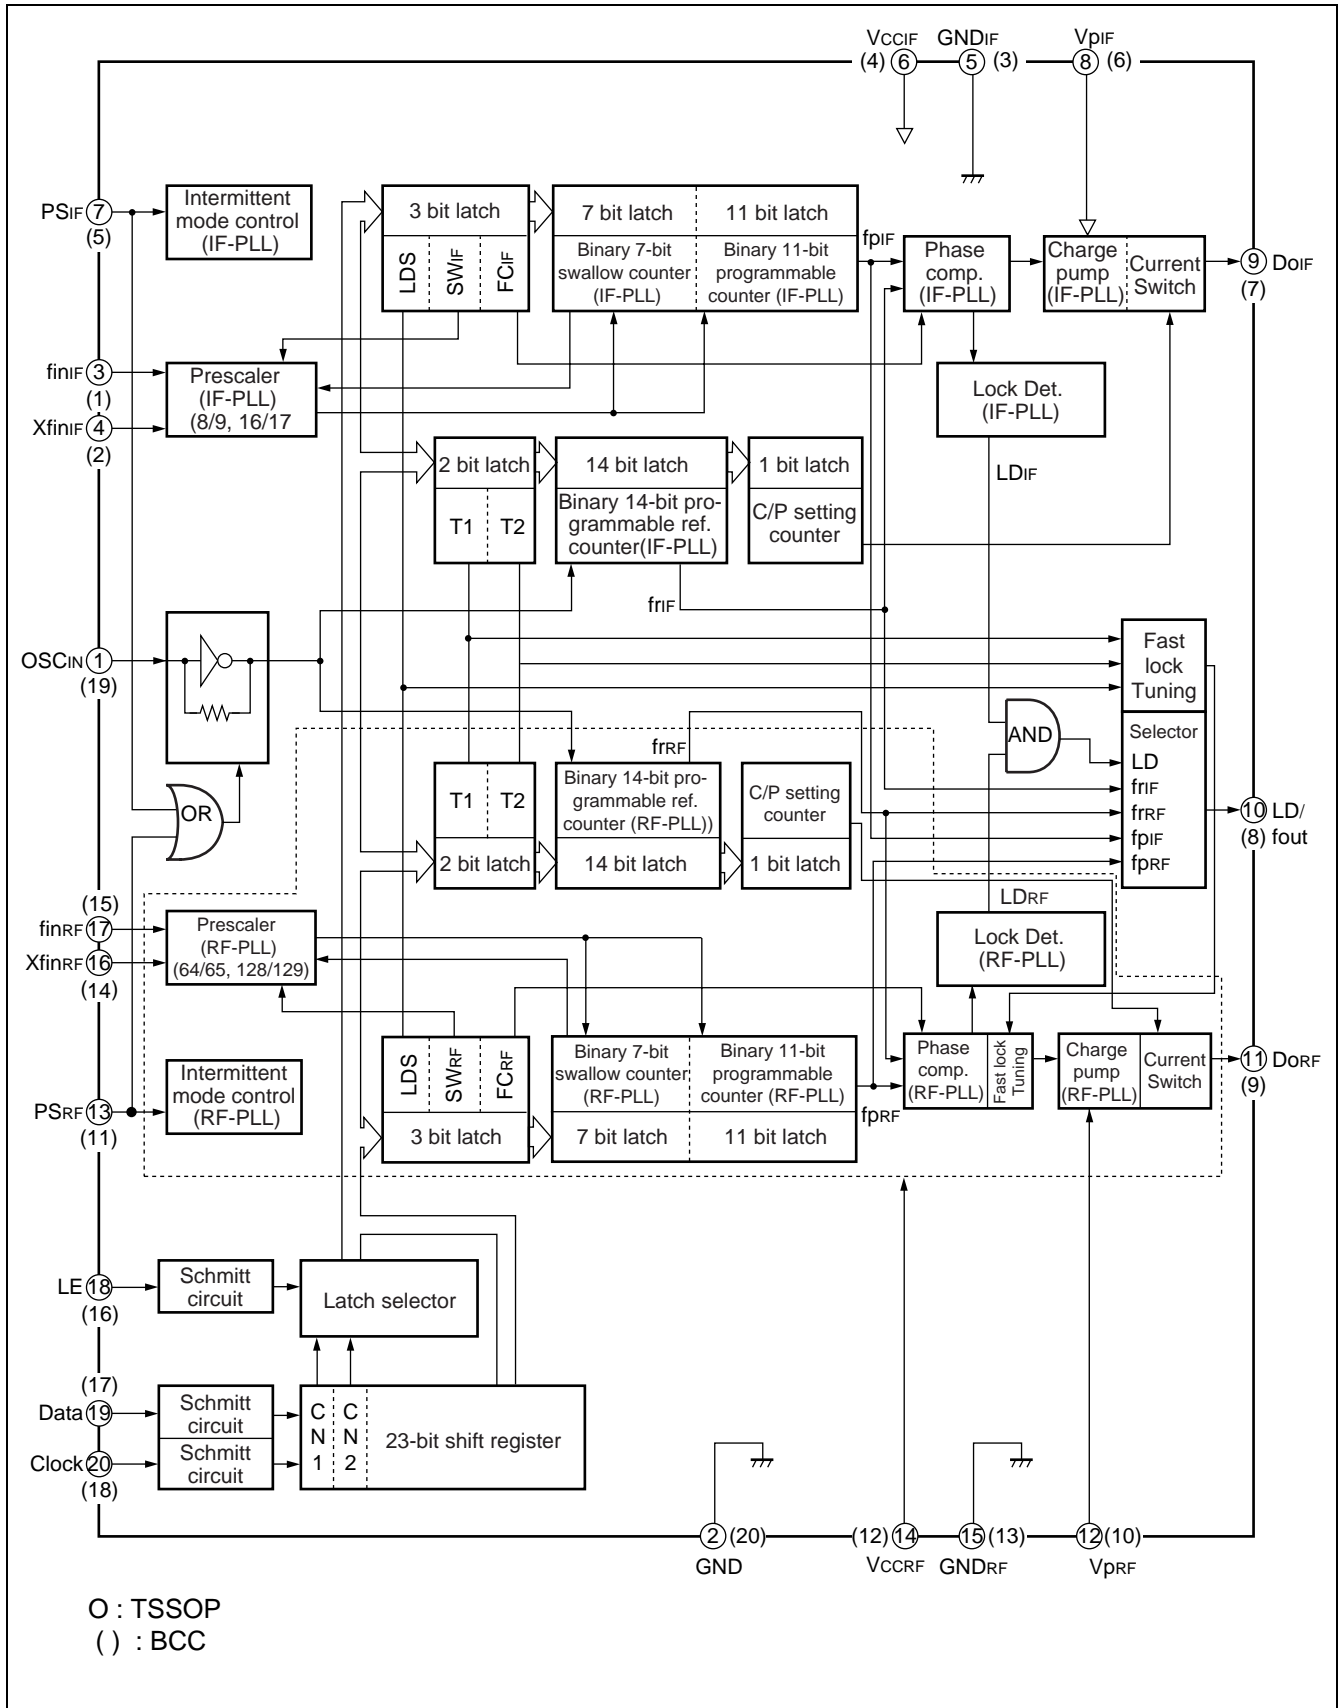 VCCIF GNDIF VpIF
(4) 6 5 (3) 8 (6)
PSIF 7
(5)
Intermittent
mode control
(IF-PLL)
3 bit latch
LDS
SWIF
FCIF
7 bit latch
11 bit latch
Binary 7-bit
swallow counter
(IF-PLL)
Binary 11-bit
programmable
counter (IF-PLL)
fpIF
Phase
comp.
(IF-PLL)
Charge
pump
(IF-PLL)
Current
Switch
9 DoIF
(7)
finIF 3
(1)
XfinIF 4
(2)
Prescaler
(IF-PLL)
(8/9, 16/17
Lock Det.
(IF-PLL)
LDIF
2 bit latch
T1
T2
14 bit latch
Binary 14-bit pro-
grammable ref.
counter(IF-PLL)
1 bit latch
C/P setting
counter
frIF
OSCIN 1
(19)
OR
Fast
lock
Tuning
AND
Selector
LD
frIF
frRF
fpIF
fpRF
10 LD/
(8) fout
frRF
T1
T2
2 bit latch
Binary 14-bit pro-
grammable ref.
counter (RF-PLL))
14 bit latch
C/P setting
counter
1 bit latch
(15)
finRF 17
XfinRF 16
(14)
Prescaler
(RF-PLL)
(64/65, 128/129)
LDRF
Lock Det.
(RF-PLL)
PSRF 13
(11)
Intermittent
mode control
(RF-PLL)
LDS
SWRF
FCRF
3 bit latch
Binary 7-bit
swallow counter
(RF-PLL)
Binary 11-bit
programmable
counter (RF-PLL)
7 bit latch
11 bit latch
fpRF
Phase
comp.
(RF-PLL)
Fast lock
Tuning
Charge
pump
(RF-PLL)
Current
Switch
11 DoRF
(9)
LE 18
(16)
Schmitt
circuit
Latch selector
(17)
Data 19
Clock 20
(18)
Schmitt
circuit
Schmitt
circuit
C
N
1
C
N
2
23-bit shift register
2 (20)
GND
(12) 14
VCCRF
15 (13)
GNDRF
12 (10)
VpRF
O : TSSOP
( ) : BCC